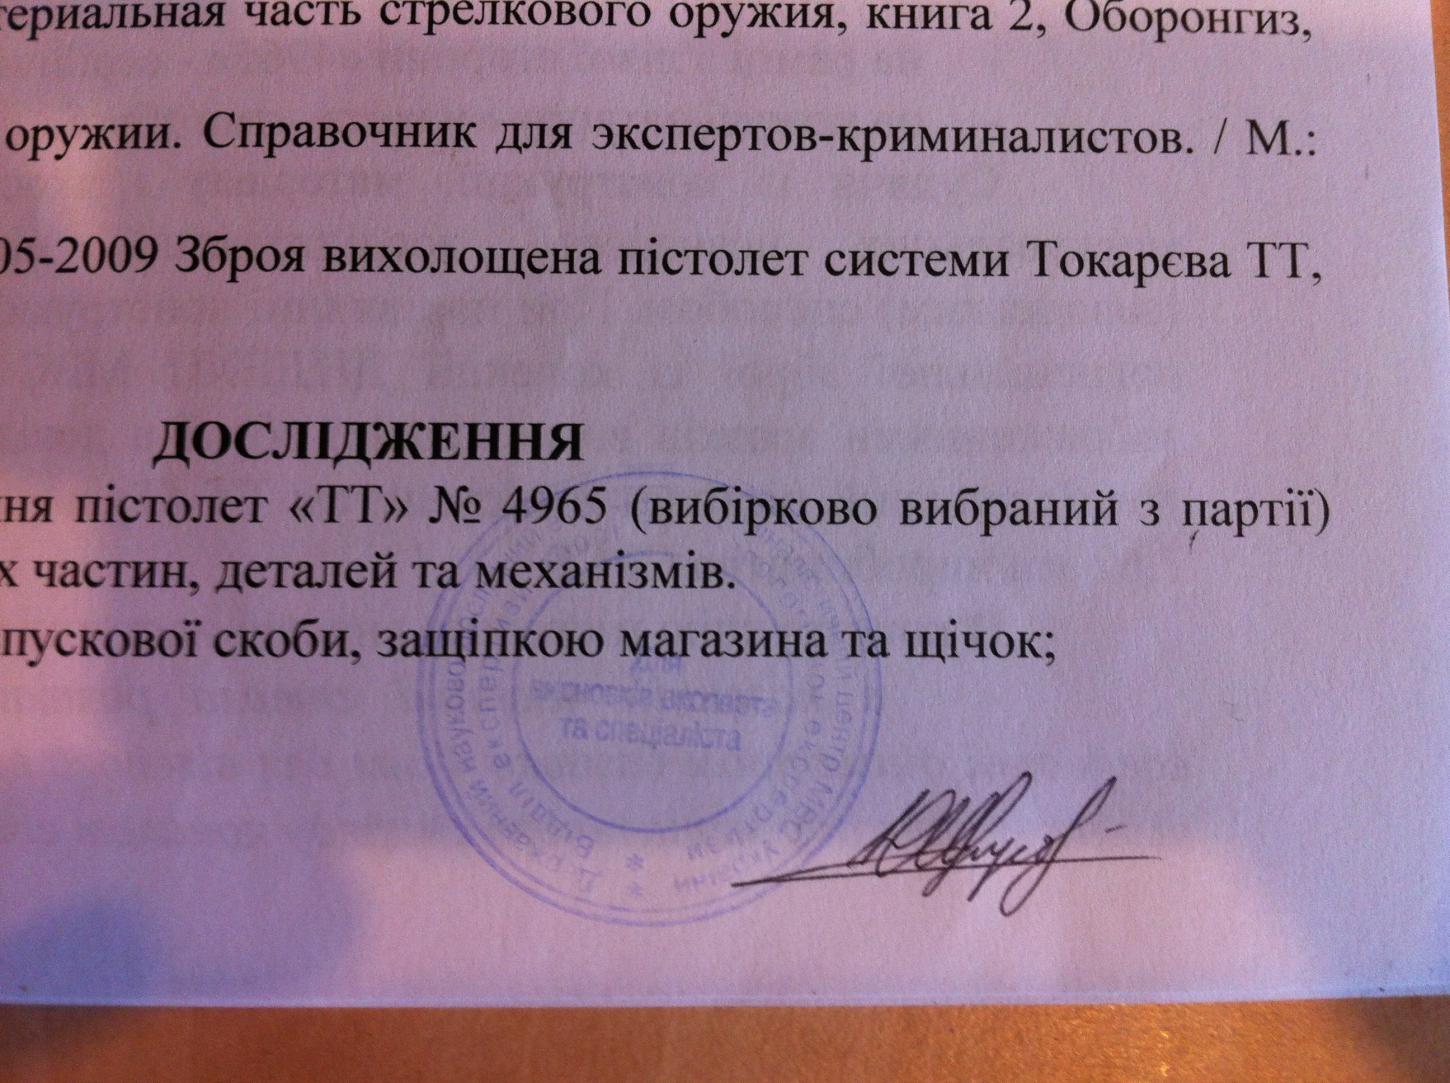 териальная часть стрелкового оружия, книга 2, Оборонгиз,
оружии. Справочник для экспертов-криминалистов. / М.:
05-2009 Зброя вихолощена пістолет системи Токарєва ТТ,
ДОСЛІДЖЕННЯ
ня пістолет «ТТ» № 4965 (вибірково вибраний з партії)
х частин, деталей та механізмів.
пускової скоби, защіпкою магазина та щічок;
Для
висновків експерта
та спеціаліста